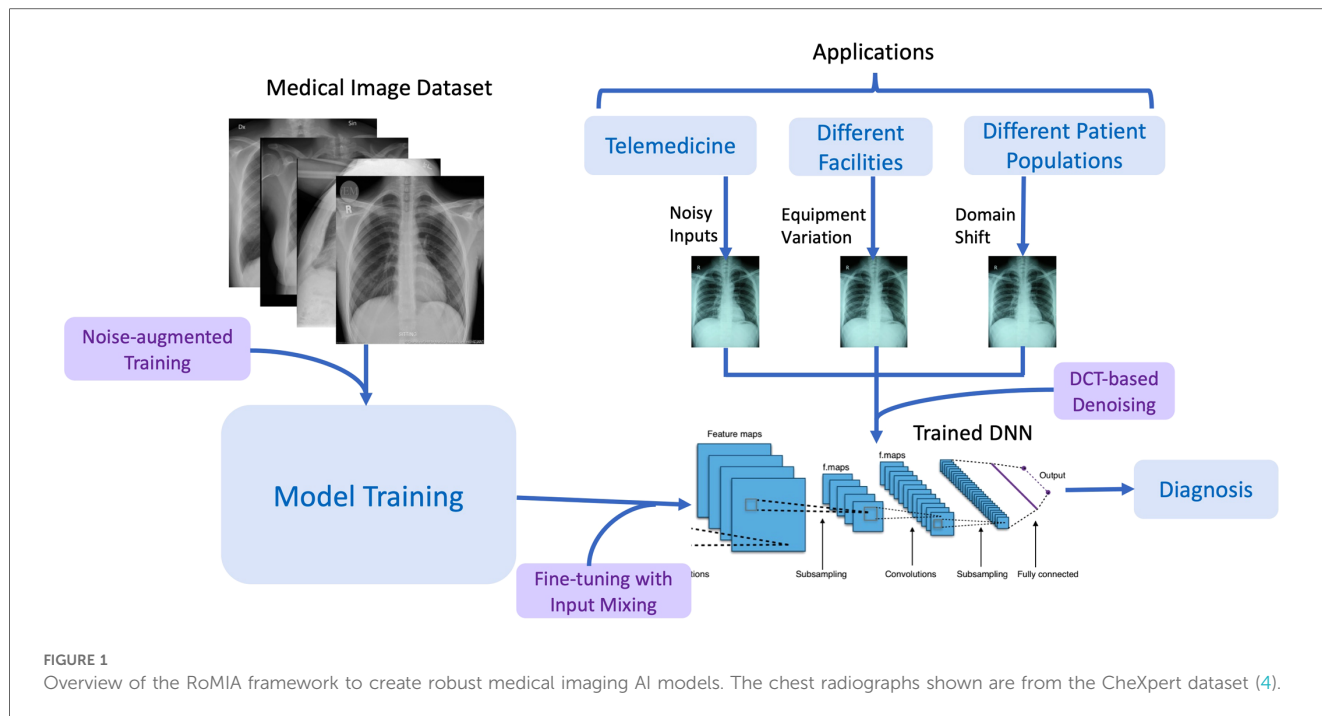 Applications
Medical Image Dataset
Telemedicine
Different
Facilities
Different Patient
Populations
Noisy
Inputs
Equipment
Variation
Domain
Shift
Dx
Sin
R
R
R
R
Noise-augmented
Training
DCT-based
Denoising
Model Training
Trained DNN
Feature maps
f.maps
f.maps
Output
Diagnosis
Fine-tuning with
Input Mixing
tions
Subsampling
Convolutions
Subsampling
Fully connected
FIGURE 1
Overview of the RoMIA framework to create robust medical imaging AI models. The chest radiographs shown are from the CheXpert dataset (4).